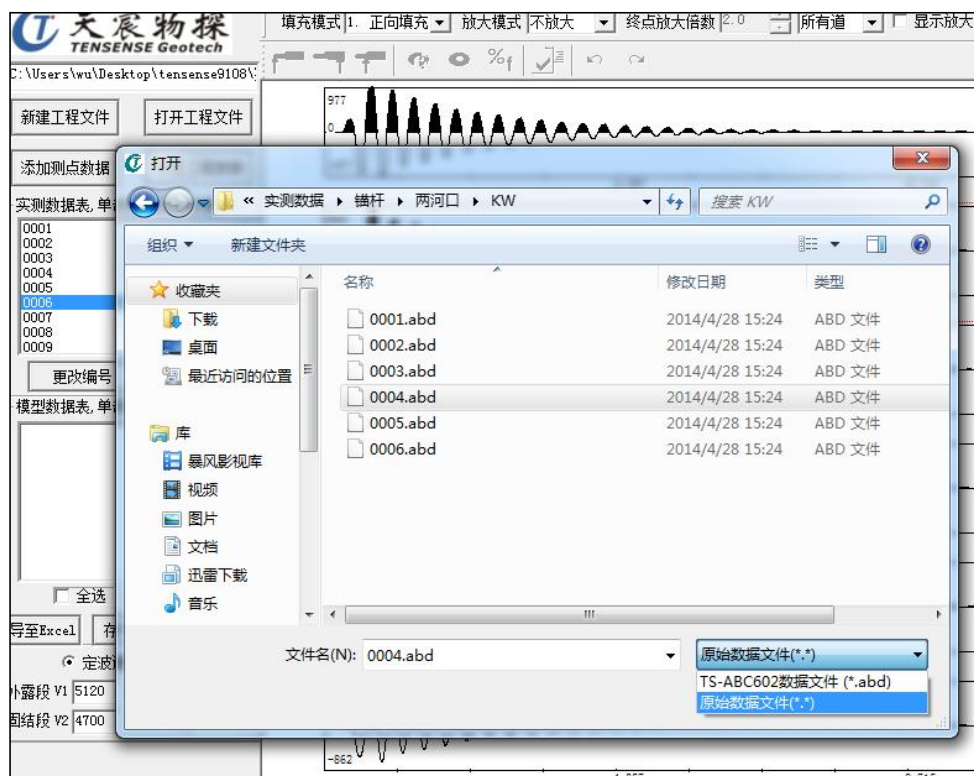 天宸物探
TENSENSE Geotech
填充模式 1. 正向填充 放大模式 不放大 终点放大倍数 2.0 所有道 显示放大
C:\Users\wu\Desktop\tensense9108\
%f
新建工程文件 打开工程文件
977
0
添加测点数据
打开
实测数据表,单
« 实测数据 ▸ 锚杆 ▸ 两河口 ▸ KW
搜索 KW
0001
0002
0003
0004
0005
0006
0007
0008
0009
组织 新建文件夹
更改编号
模型数据表,单
收藏夹
下载
桌面
最近访问的位置
库
暴风影视库
视频
图片
文档
迅雷下载
音乐
名称 修改日期 类型
0001.abd 2014/4/28 15:24 ABD 文件
0002.abd 2014/4/28 15:24 ABD 文件
0003.abd 2014/4/28 15:24 ABD 文件
0004.abd 2014/4/28 15:24 ABD 文件
0005.abd 2014/4/28 15:24 ABD 文件
0006.abd 2014/4/28 15:24 ABD 文件
全选
导至Excel 存
定波
外露段 V1 5120
固结段 V2 4700
文件名(N): 0004.abd 原始数据文件(*.*)
TS-ABC602数据文件 (*.abd)
原始数据文件(*.*)
-862